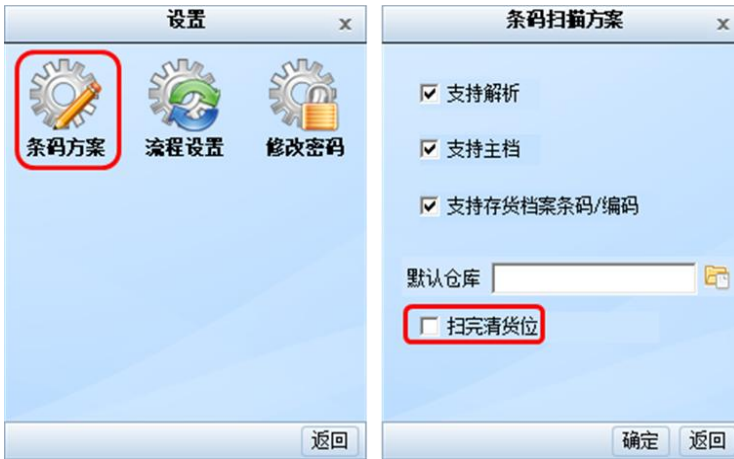 设置 x
条码方案 流程设置 修改密码
返回
条码扫描方案 x
支持解析
支持主档
支持存货档案条码/编码
默认仓库
扫完清货位
确定 返回